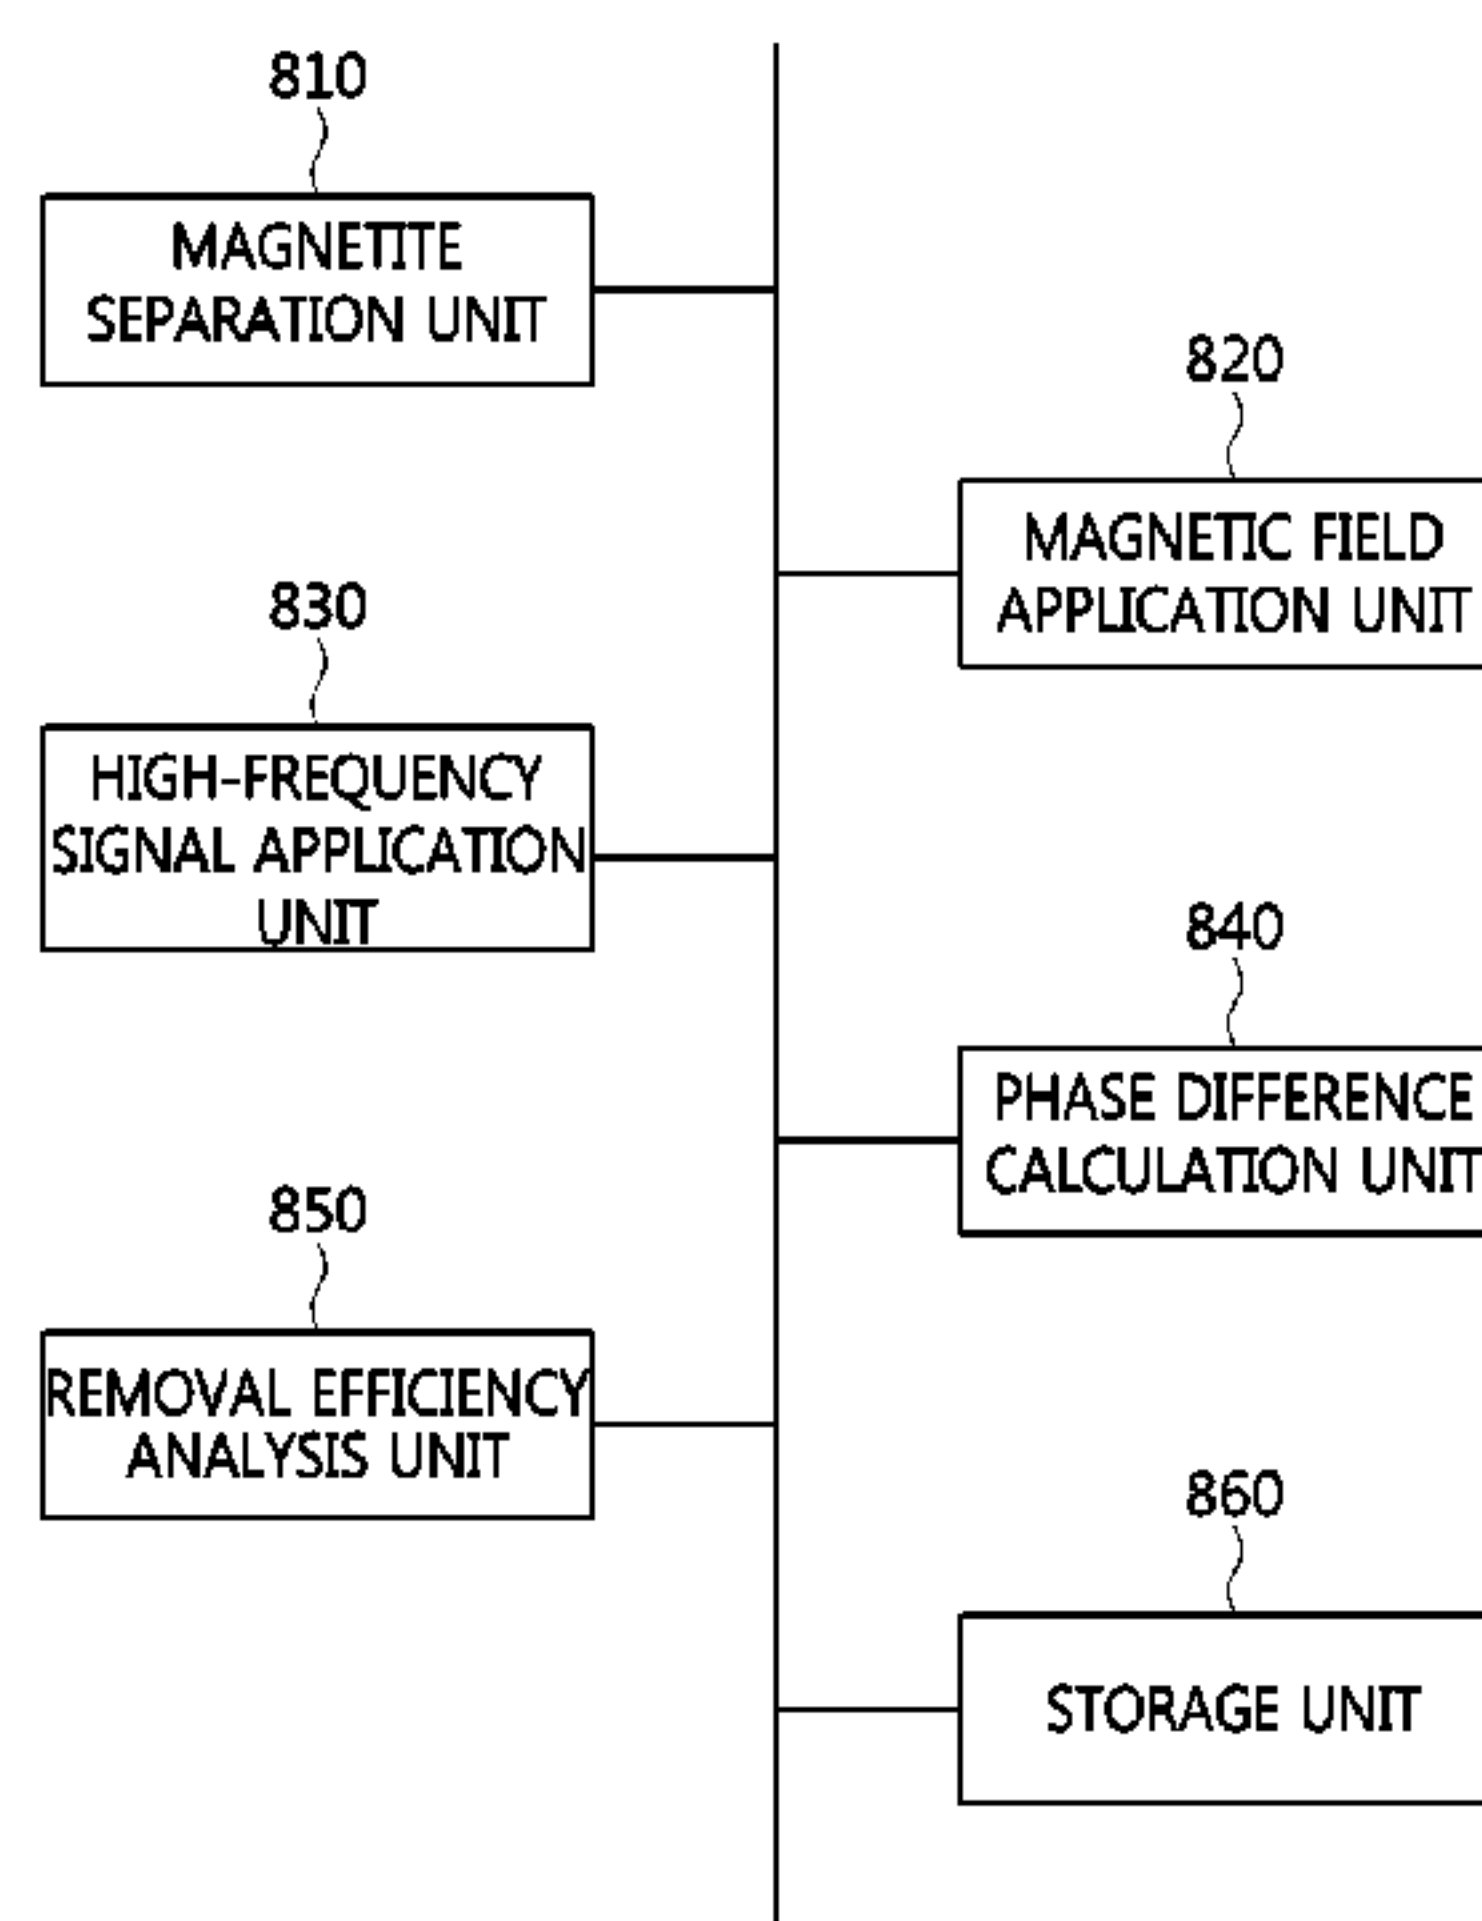 810
MAGNETITE
SEPARATION UNIT
820
MAGNETIC FIELD
APPLICATION UNIT
830
HIGH-FREQUENCY
SIGNAL APPLICATION
UNIT
840
PHASE DIFFERENCE
CALCULATION UNIT
850
REMOVAL EFFICIENCY
ANALYSIS UNIT
860
STORAGE UNIT